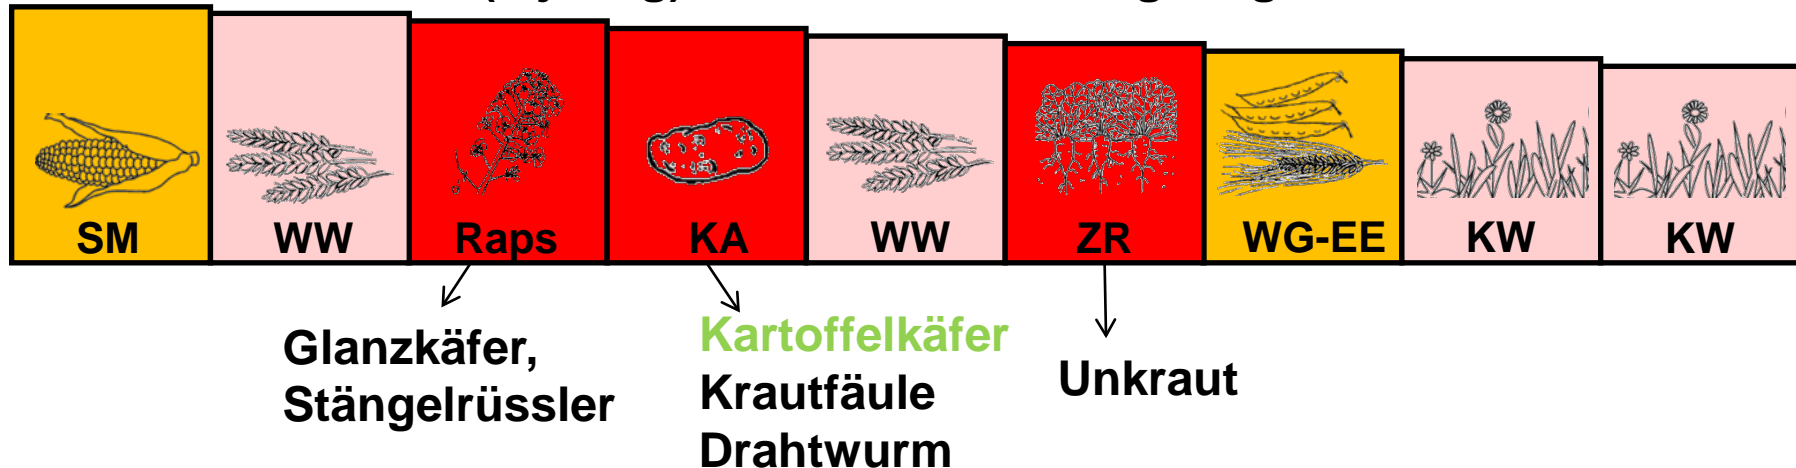 SM WW Raps KA WW ZR WG-EE KW KW
Glanzkäfer,
Stängelrüssler
Kartoffelkäfer
Krautfäule
Drahtwurm
Unkraut